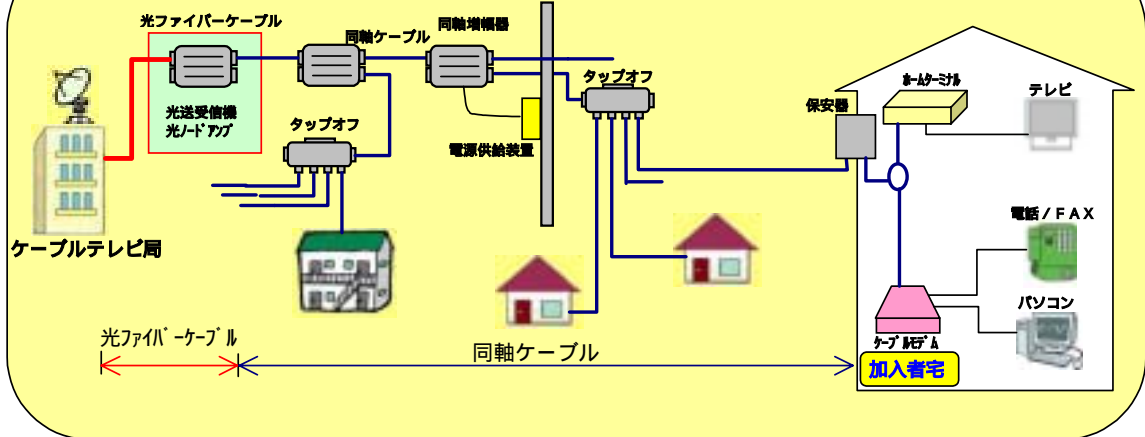 光ファイバーケーブル
同軸ケーブル
同軸増幅器
光送受信機
光ノードアンプ
タップオフ
電源供給装置
タップオフ
保安器
ホームターミナル
テレビ
電話/FAX
パソコン
ケーブルモデム
加入者宅
ケーブルテレビ局
光ファイバーケーブル
同軸ケーブル